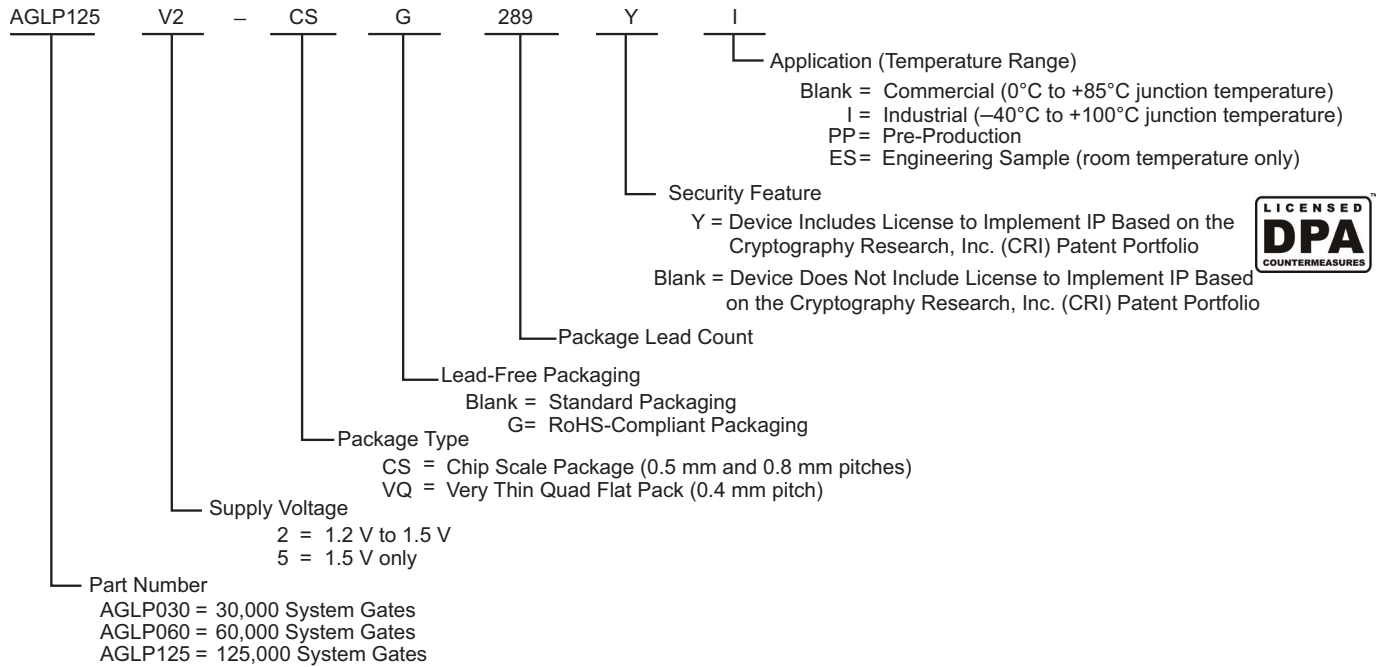 AGLP125 V2 – CS G 289 Y I
Application (Temperature Range)
Blank = Commercial (0°C to +85°C junction temperature)
I = Industrial (–40°C to +100°C junction temperature)
PP= Pre-Production
ES= Engineering Sample (room temperature only)
Security Feature
Y = Device Includes License to Implement IP Based on the
Cryptography Research, Inc. (CRI) Patent Portfolio
Blank = Device Does Not Include License to Implement IP Based
on the Cryptography Research, Inc. (CRI) Patent Portfolio
LICENSED ™
DPA
COUNTERMEASURES
Package Lead Count
Lead-Free Packaging
Blank = Standard Packaging
G= RoHS-Compliant Packaging
Package Type
CS = Chip Scale Package (0.5 mm and 0.8 mm pitches)
VQ = Very Thin Quad Flat Pack (0.4 mm pitch)
Supply Voltage
2 = 1.2 V to 1.5 V
5 = 1.5 V only
Part Number
AGLP030 = 30,000 System Gates
AGLP060 = 60,000 System Gates
AGLP125 = 125,000 System Gates